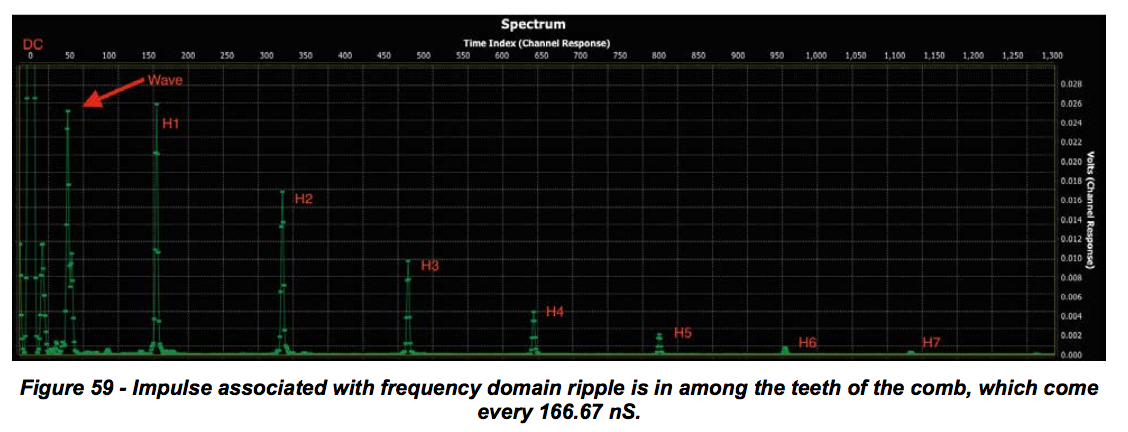 Spectrum
Time Index (Channel Response)
DC
0 50 100 150 200 250 300 350 400 450 500 550 600 650 700 750 800 850 900 950 1,000 1,050 1,100 1,150 1,200 1,250 1,300
Wave
H1
H2
H3
H4
H5
H6
H7
0.028
0.026
0.024
0.022
0.020
0.018
0.016
0.014
0.012
0.010
0.008
0.006
0.004
0.002
0.000
Volts (Channel Response)
Figure 59 - Impulse associated with frequency domain ripple is in among the teeth of the comb, which come
every 166.67 nS.